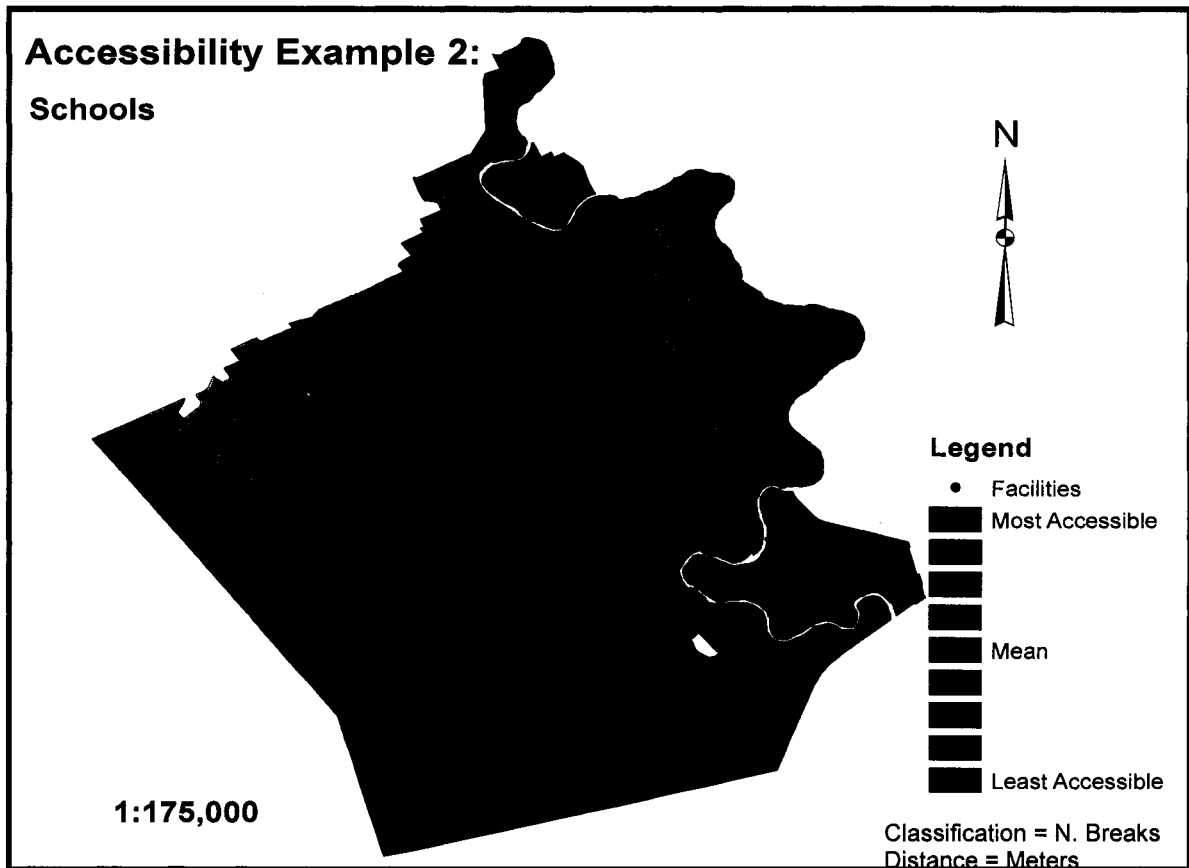 Accessibility Example 2:
Schools
N
Legend
Facilities
Most Accessible
Mean
Least Accessible
1:175,000
Classification = N. Breaks
Distance = Meters